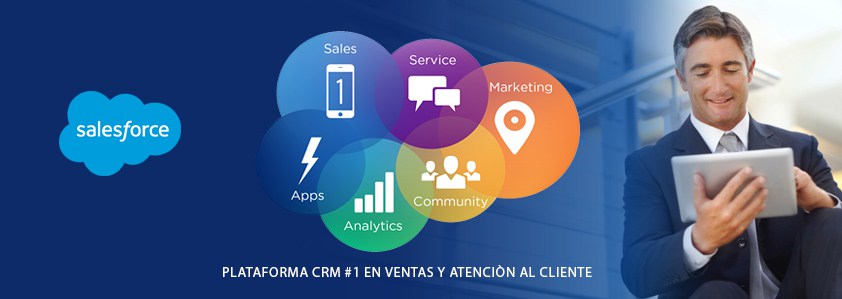 salesforce
Sales
1
Service
Marketing
Apps
Analytics
Community
PLATAFORMA CRM #1 EN VENTAS Y ATENCIÒN AL CLIENTE